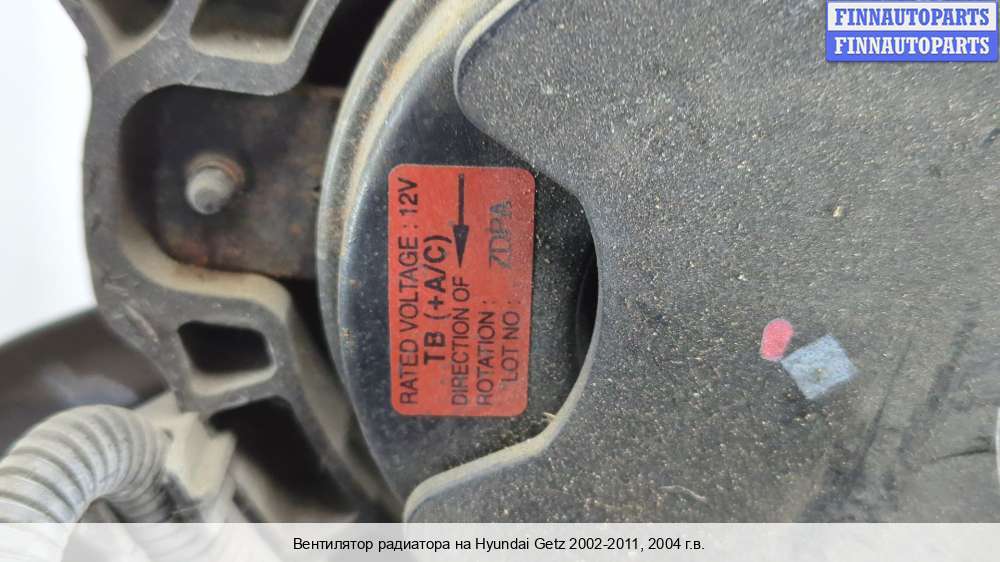 FINNAUTOPARTS
FINNAUTOPARTS
RATED VOLTAGE : 12V
TB (+A/C)
DIRECTION OF
ROTATION :
LOT NO :
Вентилятор радиатора на Hyundai Getz 2002-2011, 2004 г.в.